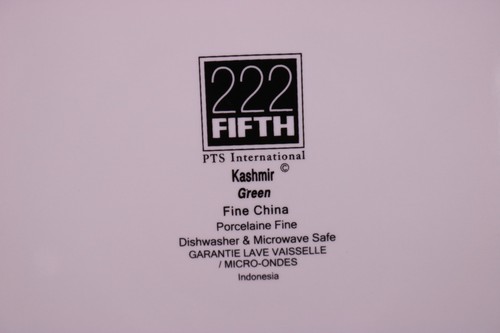 222
FIFTH
PTS International
Kashmir ©
Green
Fine China
Porcelaine Fine
Dishwasher & Microwave Safe
GARANTIE LAVE VAISSELLE
/ MICRO-ONDES
Indonesia